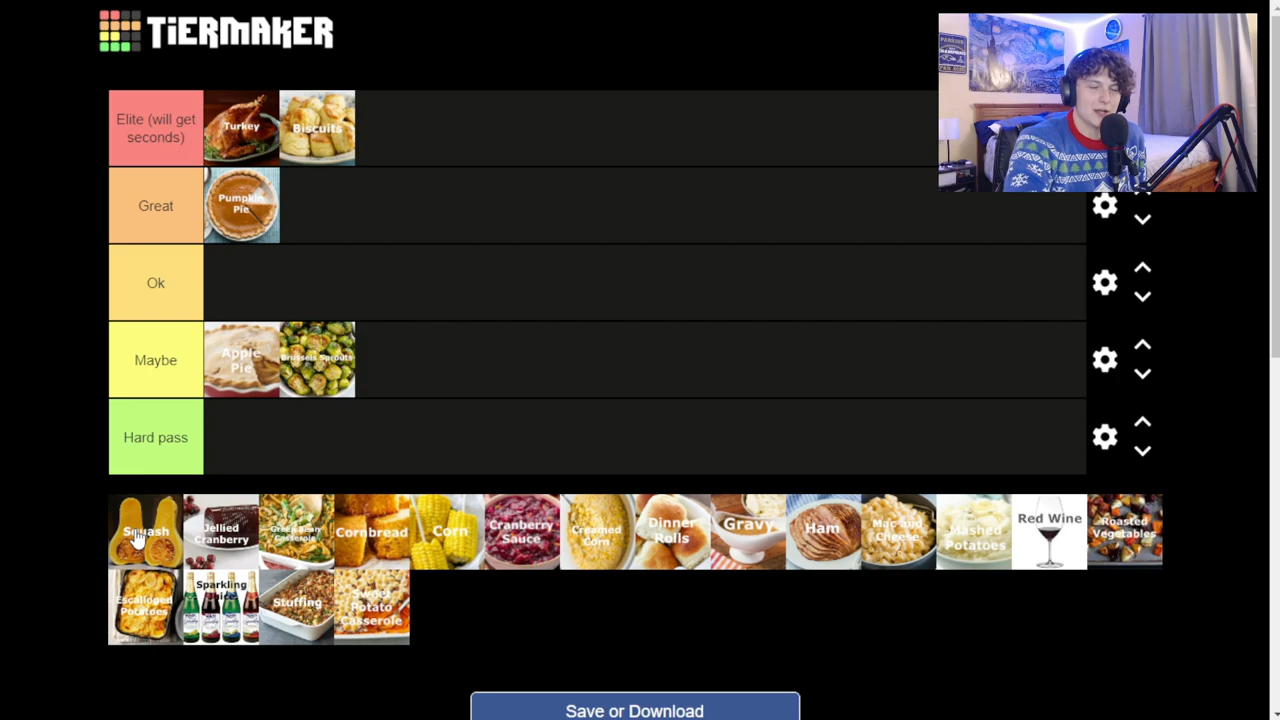 TiERMAKER
Elite (will get
seconds)
Turkey
Biscuits
Great
Pumpkin
Pie
Ok
Maybe
Apple
Pie
Brussels Sprouts
Hard pass
Squash
Jellied
Cranberry
Green Bean
Casserole
Cornbread
Corn
Cranberry
Sauce
Creamed
Corn
Dinner
Rolls
Gravy
Ham
Mac and
Cheese
Mashed
Potatoes
Red Wine
Roasted
Vegetables
Escalloped
Potatoes
Sparkling
Juice
Stuffing
Sweet
Potato
Casserole
Save or Download